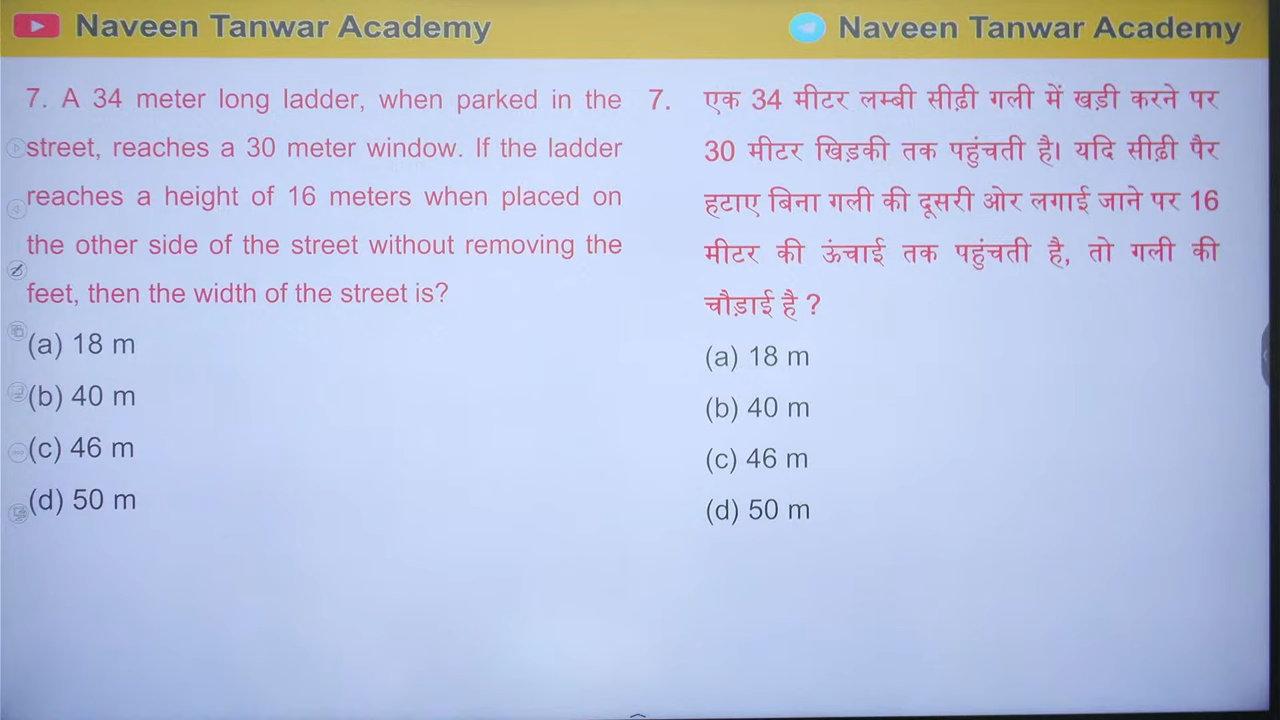 Naveen Tanwar Academy
Naveen Tanwar Academy
7. A 34 meter long ladder, when parked in the
street, reaches a 30 meter window. If the ladder
reaches a height of 16 meters when placed on
the other side of the street without removing the
feet, then the width of the street is?
(a) 18 m
(b) 40 m
(c) 46 m
(d) 50 m
7. एक 34 मीटर लम्बी सीढ़ी गली में खड़ी करने पर
30 मीटर खिड़की तक पहुंचती है। यदि सीढ़ी पैर
हटाए बिना गली की दूसरी ओर लगाई जाने पर 16
मीटर की ऊंचाई तक पहुंचती है, तो गली की
चौड़ाई है ?
(a) 18 m
(b) 40 m
(c) 46 m
(d) 50 m